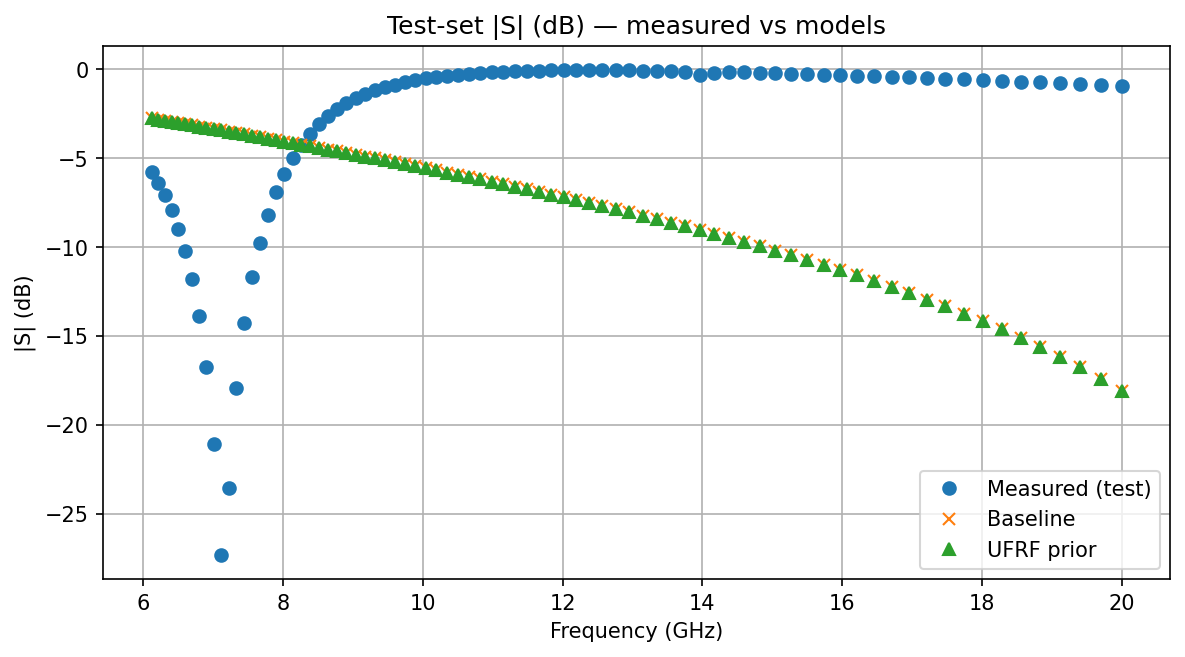 Test-set |S| (dB) — measured vs models
|S| (dB)
0
−5
−10
−15
−20
−25
6
8
10
12
14
16
18
20
Frequency (GHz)
Measured (test)
Baseline
UFRF prior